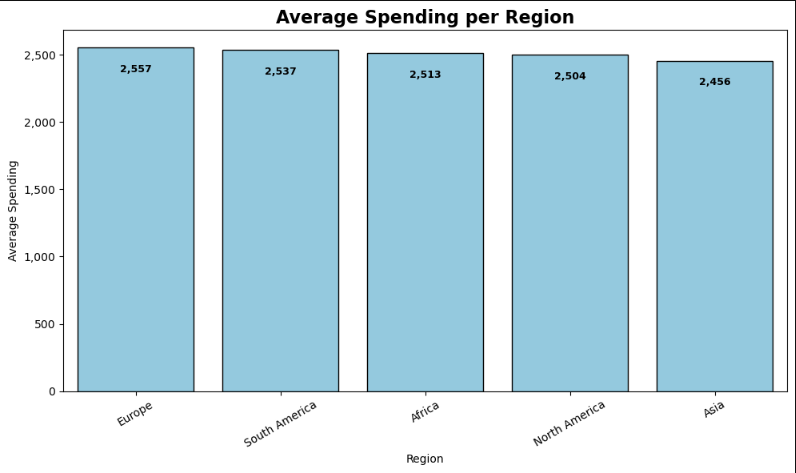 Average Spending per Region
Average Spending
2,500
2,000
1,500
1,000
500
0
2,557
2,537
2,513
2,504
2,456
Europe
South America
Africa
North America
Asia
Region